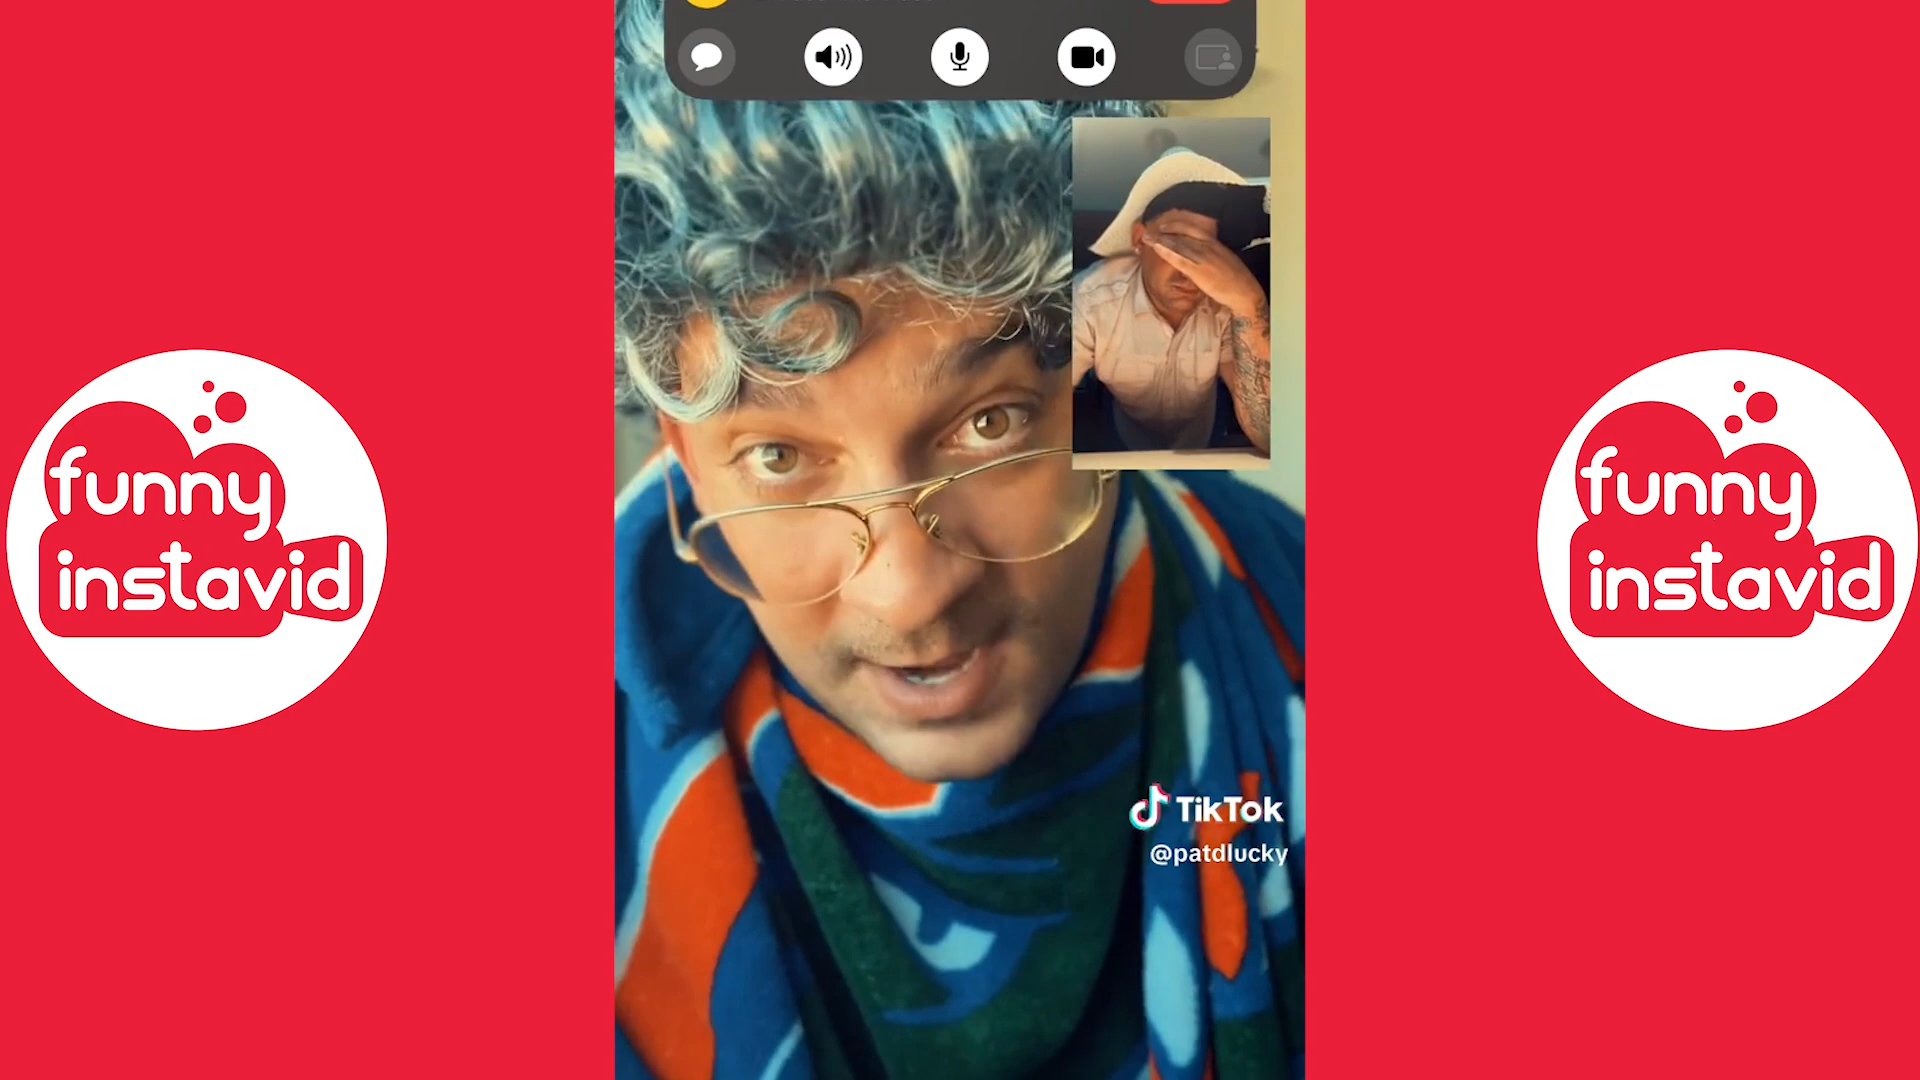 funny
instavid
TikTok
@patdlucky
funny
instavid